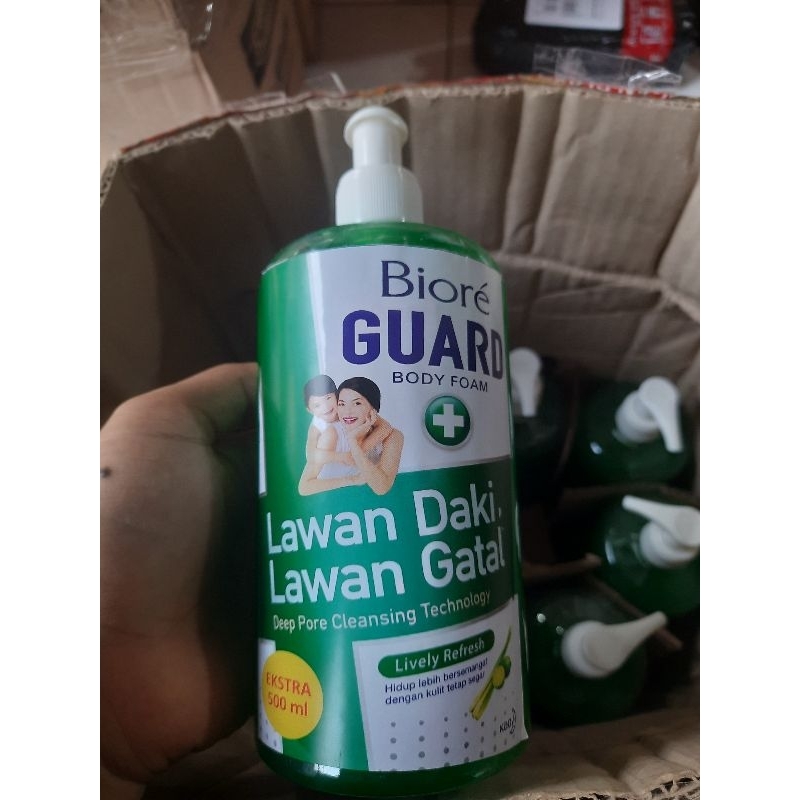 Bioré
GUARD
BODY FOAM
Lawan Daki,
Lawan Gatal
Deep Pore Cleansing Technology
Lively Refresh
Hidup lebih bersemangat
dengan kulit tetap segar
EKSTRA
500 ml